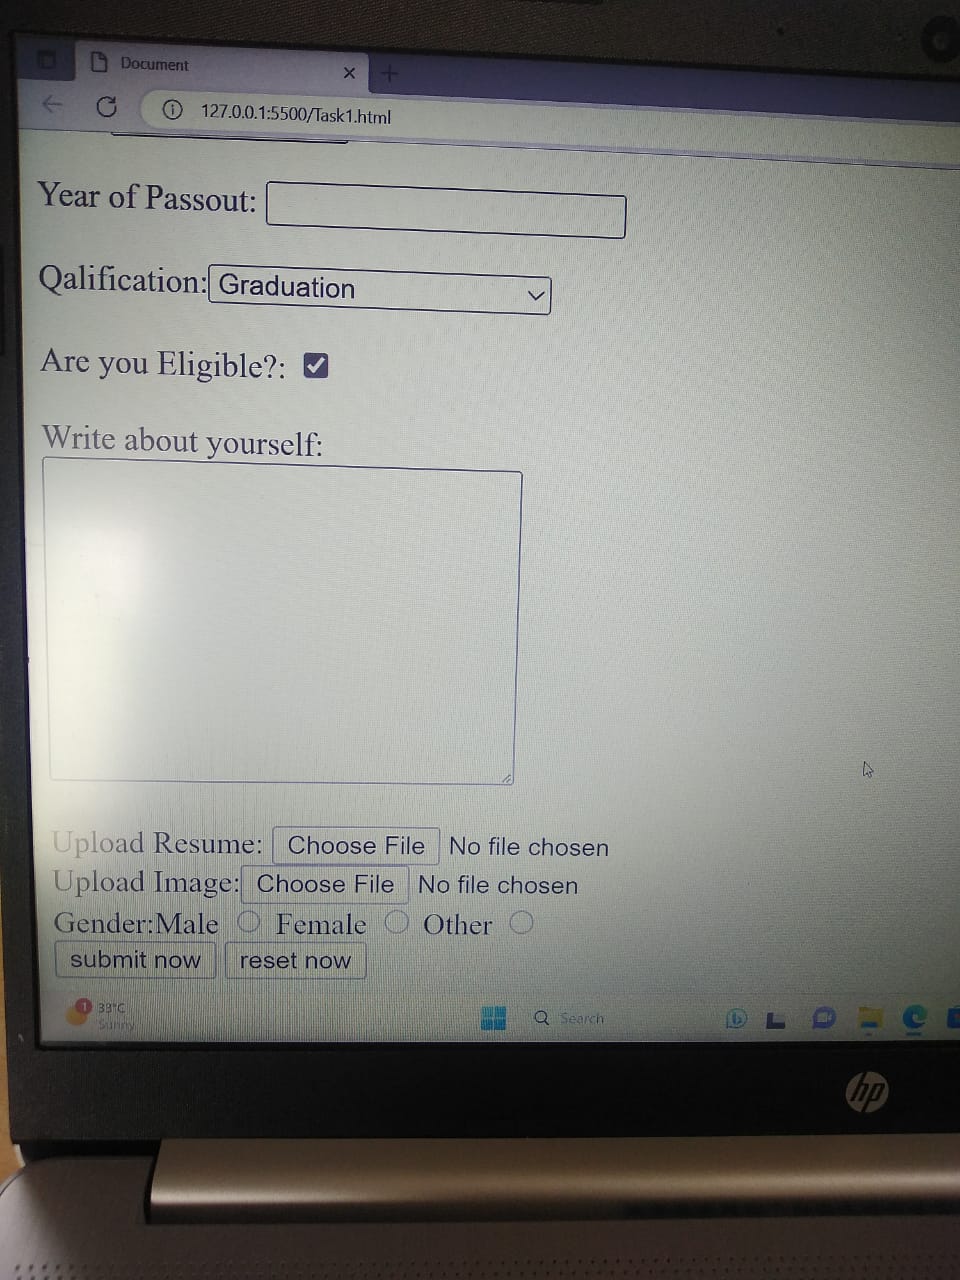 Document
127.0.0.1:5500/Task1.html
Year of Passout:
Qalification: Graduation
Are you Eligible?:
Write about yourself:
Upload Resume: Choose File No file chosen
Upload Image: Choose File No file chosen
Gender:Male Female Other
submit now reset now
1 39°C
Sunny
Search
hp